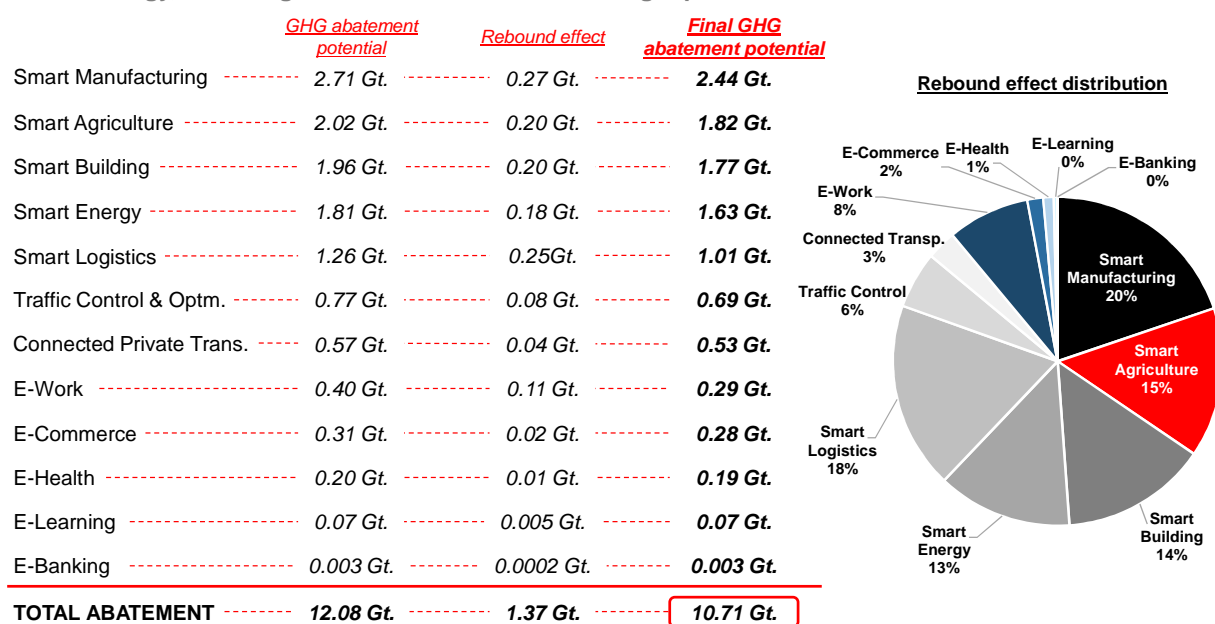 GHG abatement
potential
Rebound effect
Final GHG
abatement potential
Smart Manufacturing 2.71 Gt. 0.27 Gt. 2.44 Gt.
Smart Agriculture 2.02 Gt. 0.20 Gt. 1.82 Gt.
Smart Building 1.96 Gt. 0.20 Gt. 1.77 Gt.
Smart Energy 1.81 Gt. 0.18 Gt. 1.63 Gt.
Smart Logistics 1.26 Gt. 0.25Gt. 1.01 Gt.
Traffic Control & Optm. 0.77 Gt. 0.08 Gt. 0.69 Gt.
Connected Private Trans. 0.57 Gt. 0.04 Gt. 0.53 Gt.
E-Work 0.40 Gt. 0.11 Gt. 0.29 Gt.
E-Commerce 0.31 Gt. 0.02 Gt. 0.28 Gt.
E-Health 0.20 Gt. 0.01 Gt. 0.19 Gt.
E-Learning 0.07 Gt. 0.005 Gt. 0.07 Gt.
E-Banking 0.003 Gt. 0.0002 Gt. 0.003 Gt.
TOTAL ABATEMENT 12.08 Gt. 1.37 Gt. 10.71 Gt.
Rebound effect distribution
E-Commerce
2%
E-Health
1%
E-Learning
0%
E-Banking
0%
E-Work
8%
Connected Transp.
3%
Traffic Control
6%
Smart
Manufacturing
20%
Smart
Agriculture
15%
Smart
Logistics
18%
Smart
Energy
13%
Smart
Building
14%